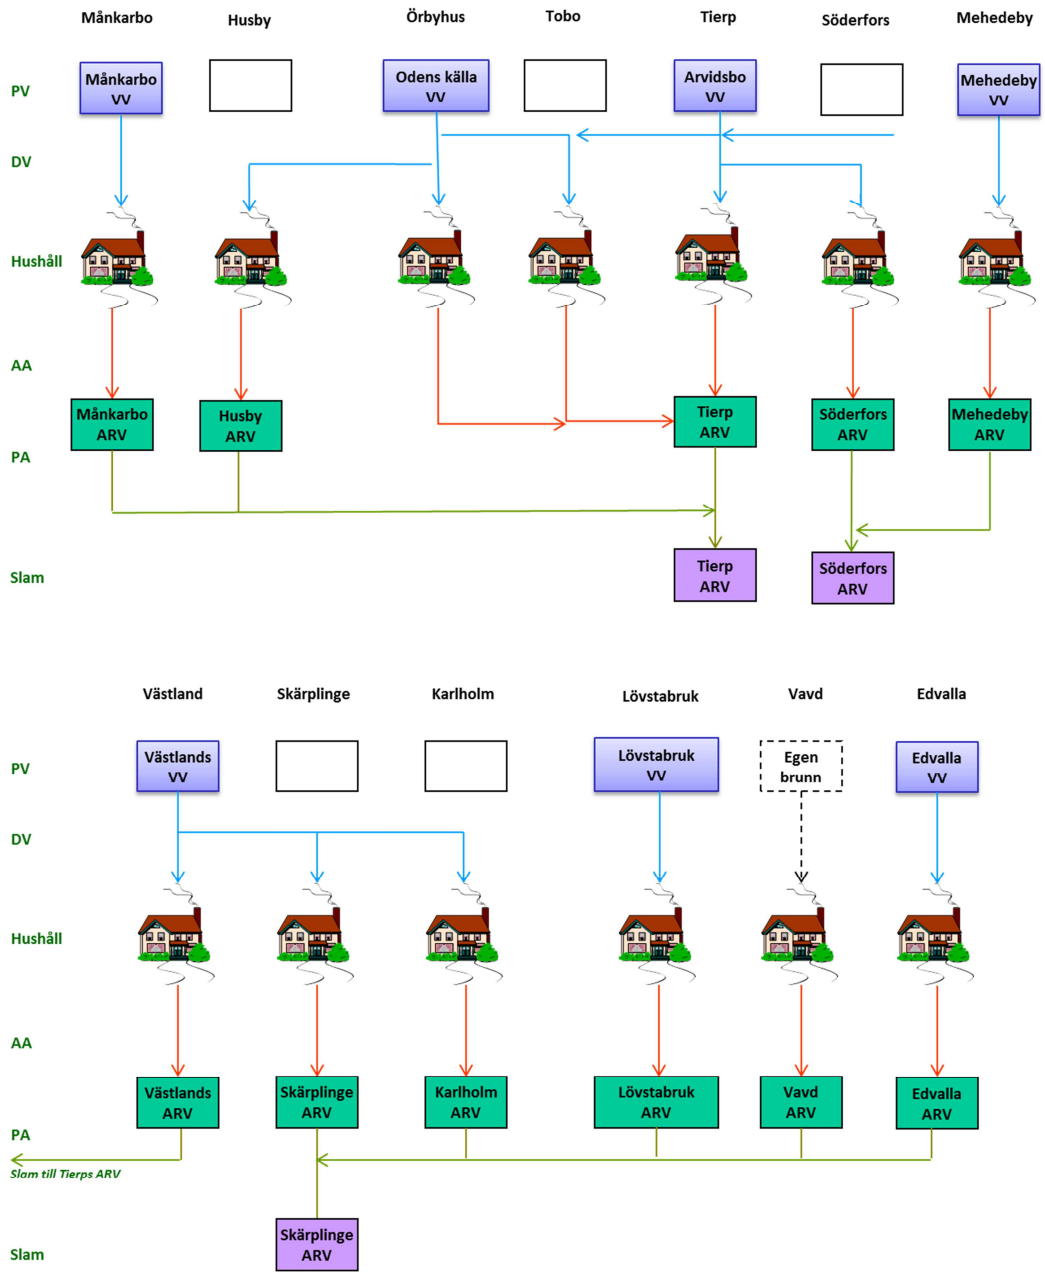 Månkarbo Husby Örbyhus Tobo Tierp Söderfors Mehedeby
PV
Månkarbo
VV
Odens källa
VV
Arvidsbo
VV
Mehedeby
VV
DV
Hushåll
AA
Månkarbo
ARV
Husby
ARV
Tierp
ARV
Söderfors
ARV
Mehedeby
ARV
PA
Slam
Tierp
ARV
Söderfors
ARV
Västland Skärplinge Karlholm Lövstabruk Vavd Edvalla
PV
Västlands
VV
Lövstabruk
VV
Egen
brunn
Edvalla
VV
DV
Hushåll
AA
Västlands
ARV
Skärplinge
ARV
Karlholm
ARV
Lövstabruk
ARV
Vavd
ARV
Edvalla
ARV
PA
Slam till Tierps ARV
Slam
Skärplinge
ARV